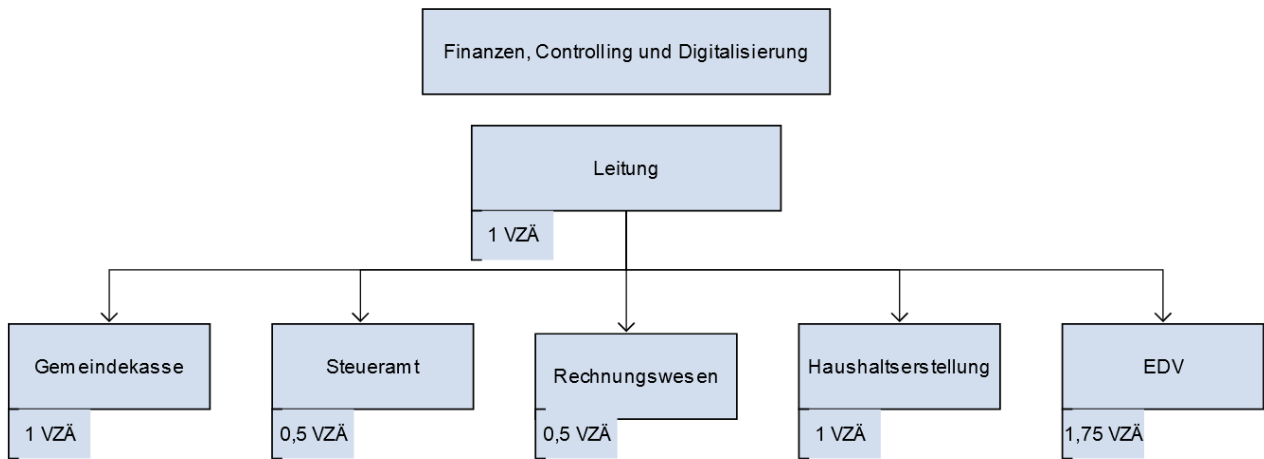 Finanzen, Controlling und Digitalisierung
Leitung
1 VZÄ
Gemeindekasse
1 VZÄ
Steueramt
0,5 VZÄ
Rechnungswesen
0,5 VZÄ
Haushaltserstellung
1 VZÄ
EDV
1,75 VZÄ